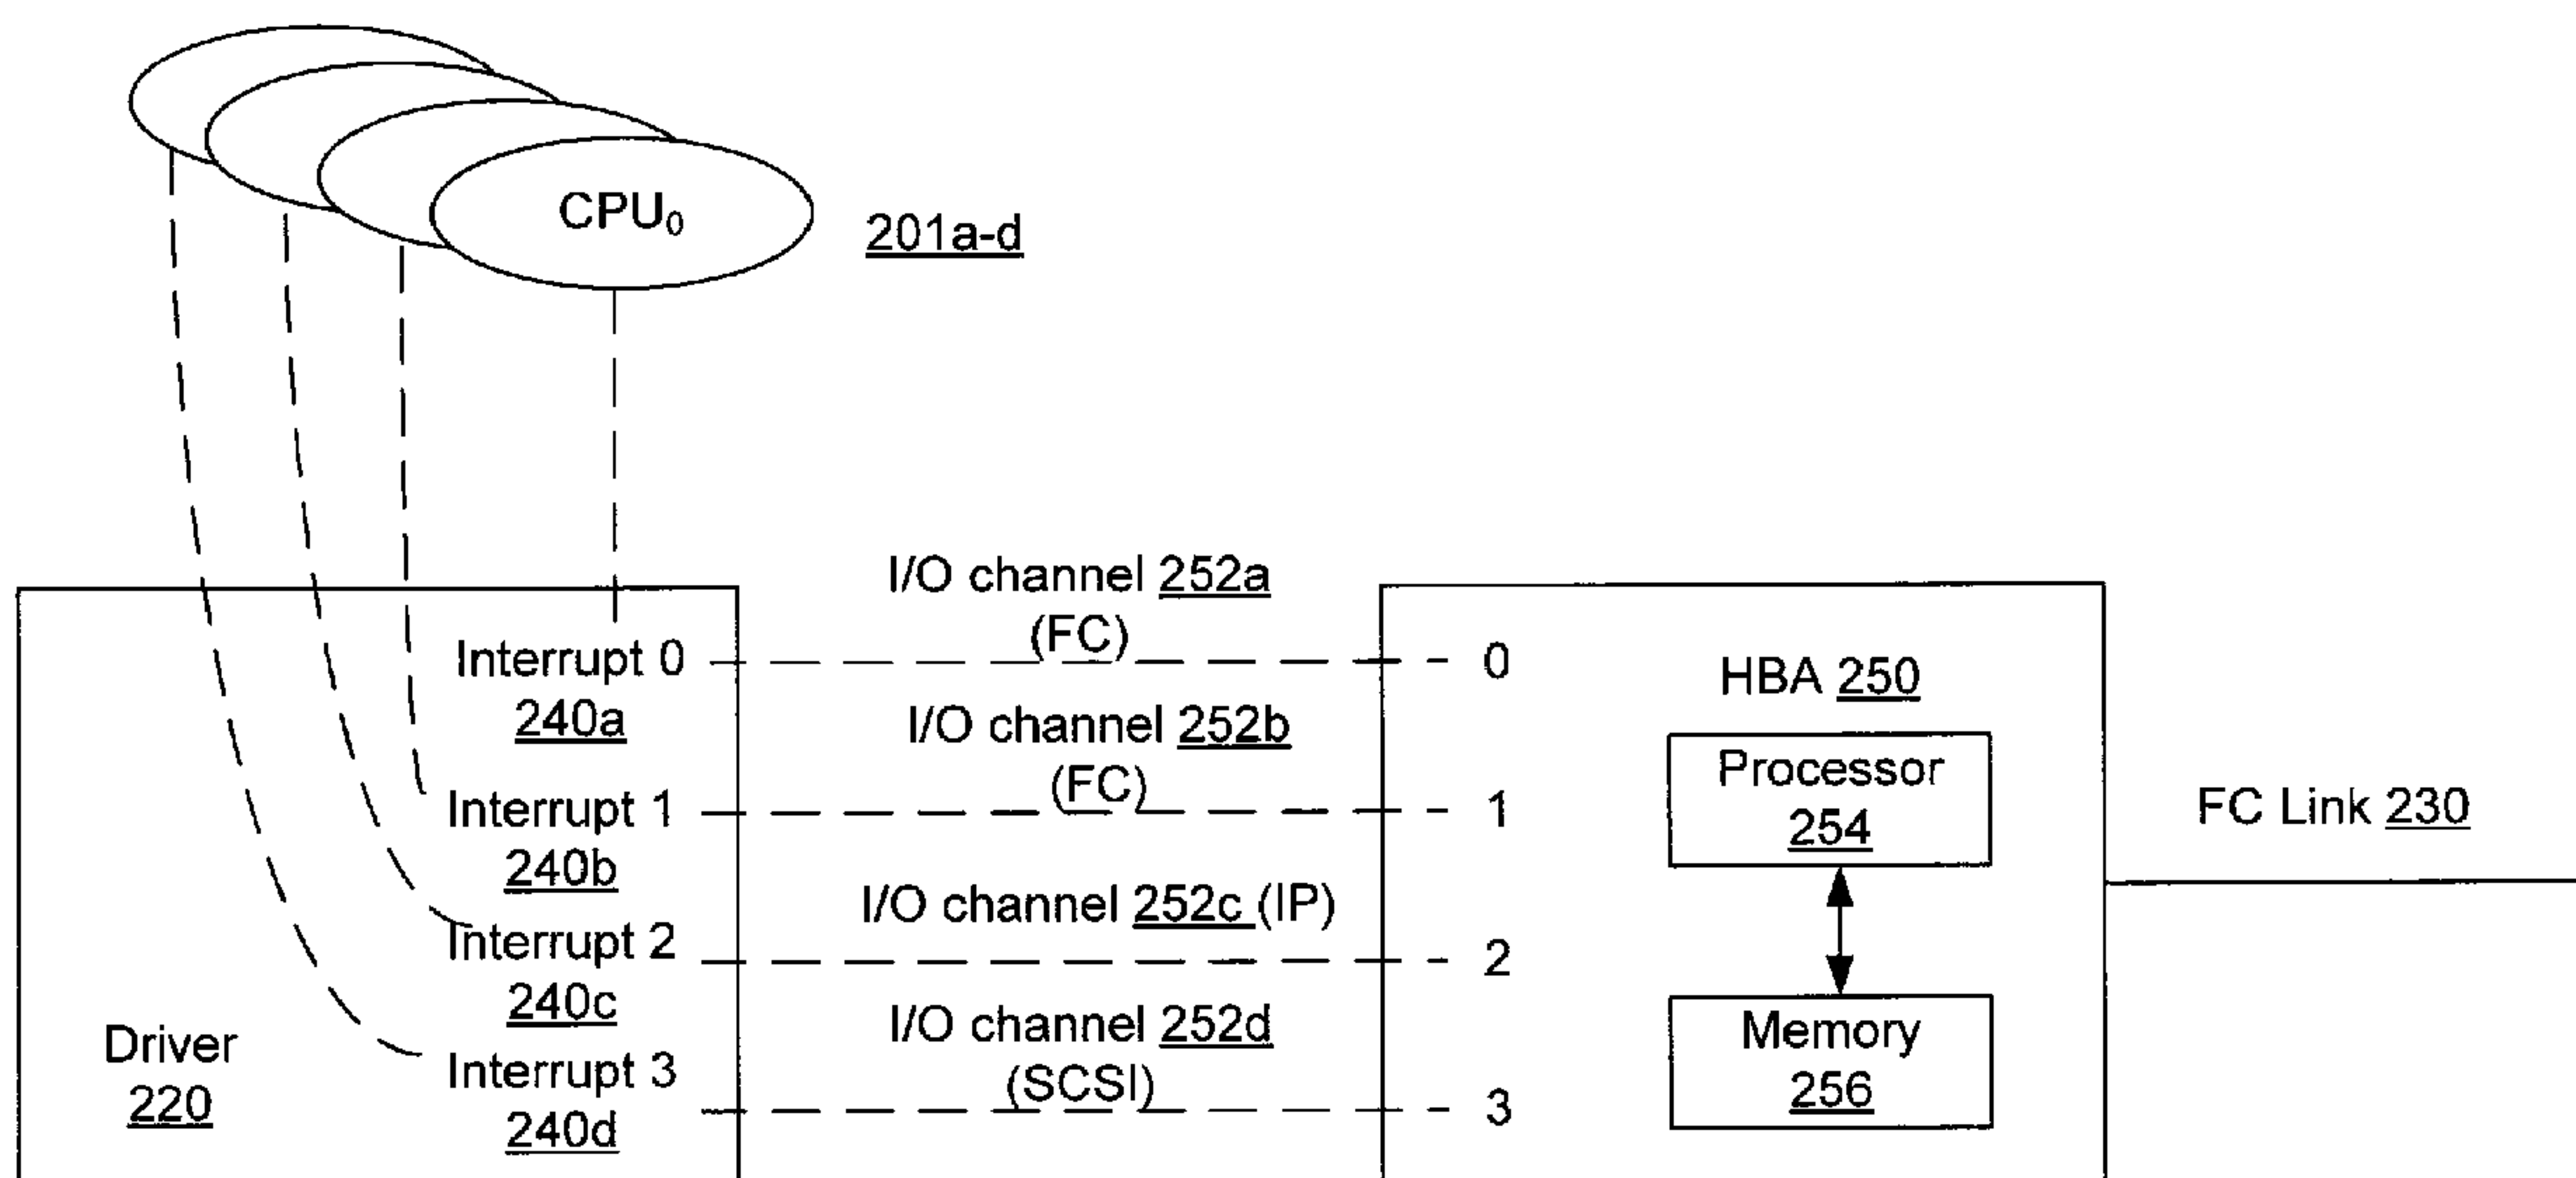 CPU₀
201a-d
I/O channel 252a
(FC)
Interrupt 0
240a
0
HBA 250
I/O channel 252b
(FC)
Interrupt 1
240b
1
Processor
254
FC Link 230
I/O channel 252c (IP)
Interrupt 2
240c
2
I/O channel 252d
(SCSI)
Interrupt 3
240d
3
Memory
256
Driver
220